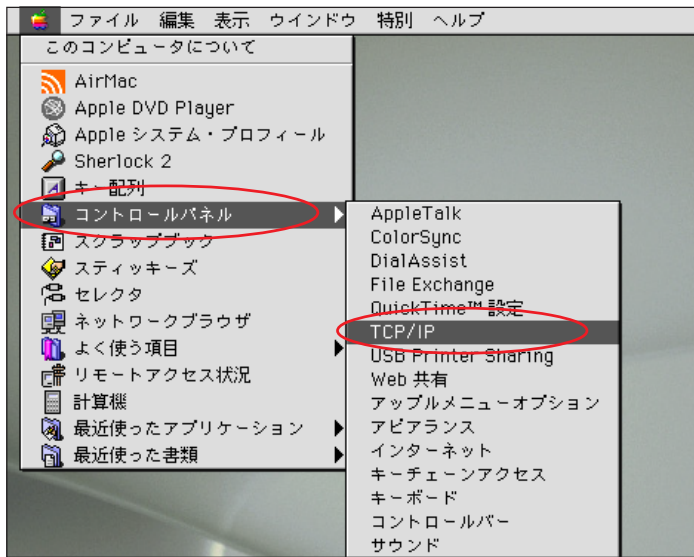 ファイル 編集 表示 ウインドウ 特別 ヘルプ
このコンピュータについて
AirMac
Apple DVD Player
Apple システム・プロフィール
Sherlock 2
キー配列
コントロールパネル
スクラップブック
スティッキーズ
セレクタ
ネットワークブラウザ
よく使う項目
リモートアクセス状況
計算機
最近使ったアプリケーション
最近使った書類
AppleTalk
ColorSync
DialAssist
File Exchange
QuickTime™ 設定
TCP/IP
USB Printer Sharing
Web 共有
アップルメニューオプション
アピアランス
インターネット
キーチェーンアクセス
キーボード
コントロールバー
サウンド